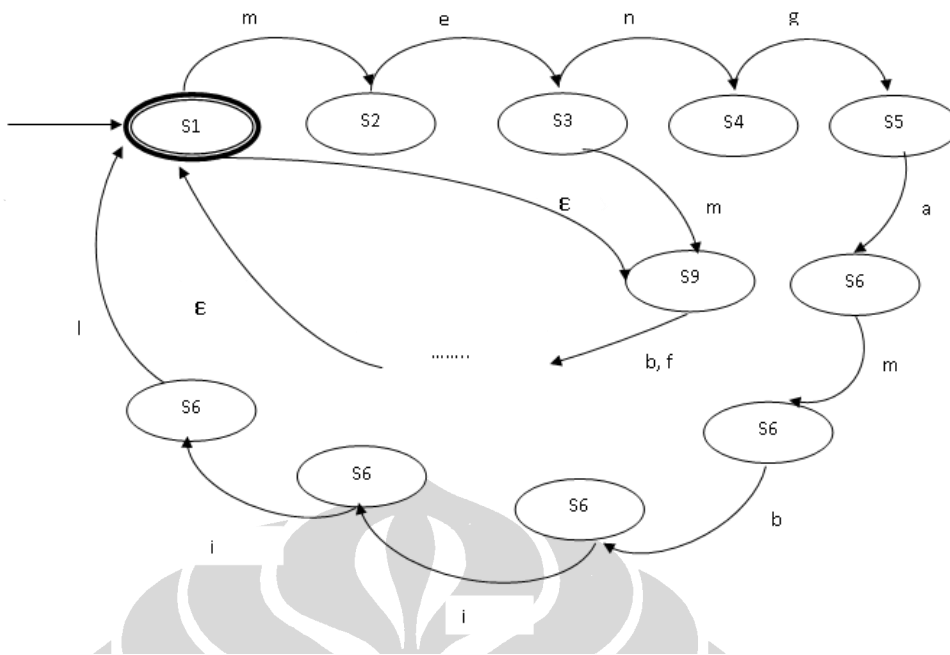 m
e
n
g
S1
S2
S3
S4
S5
a
ε
m
S9
S6
l
ε
........
b, f
m
S6
S6
S6
S6
b
i
i